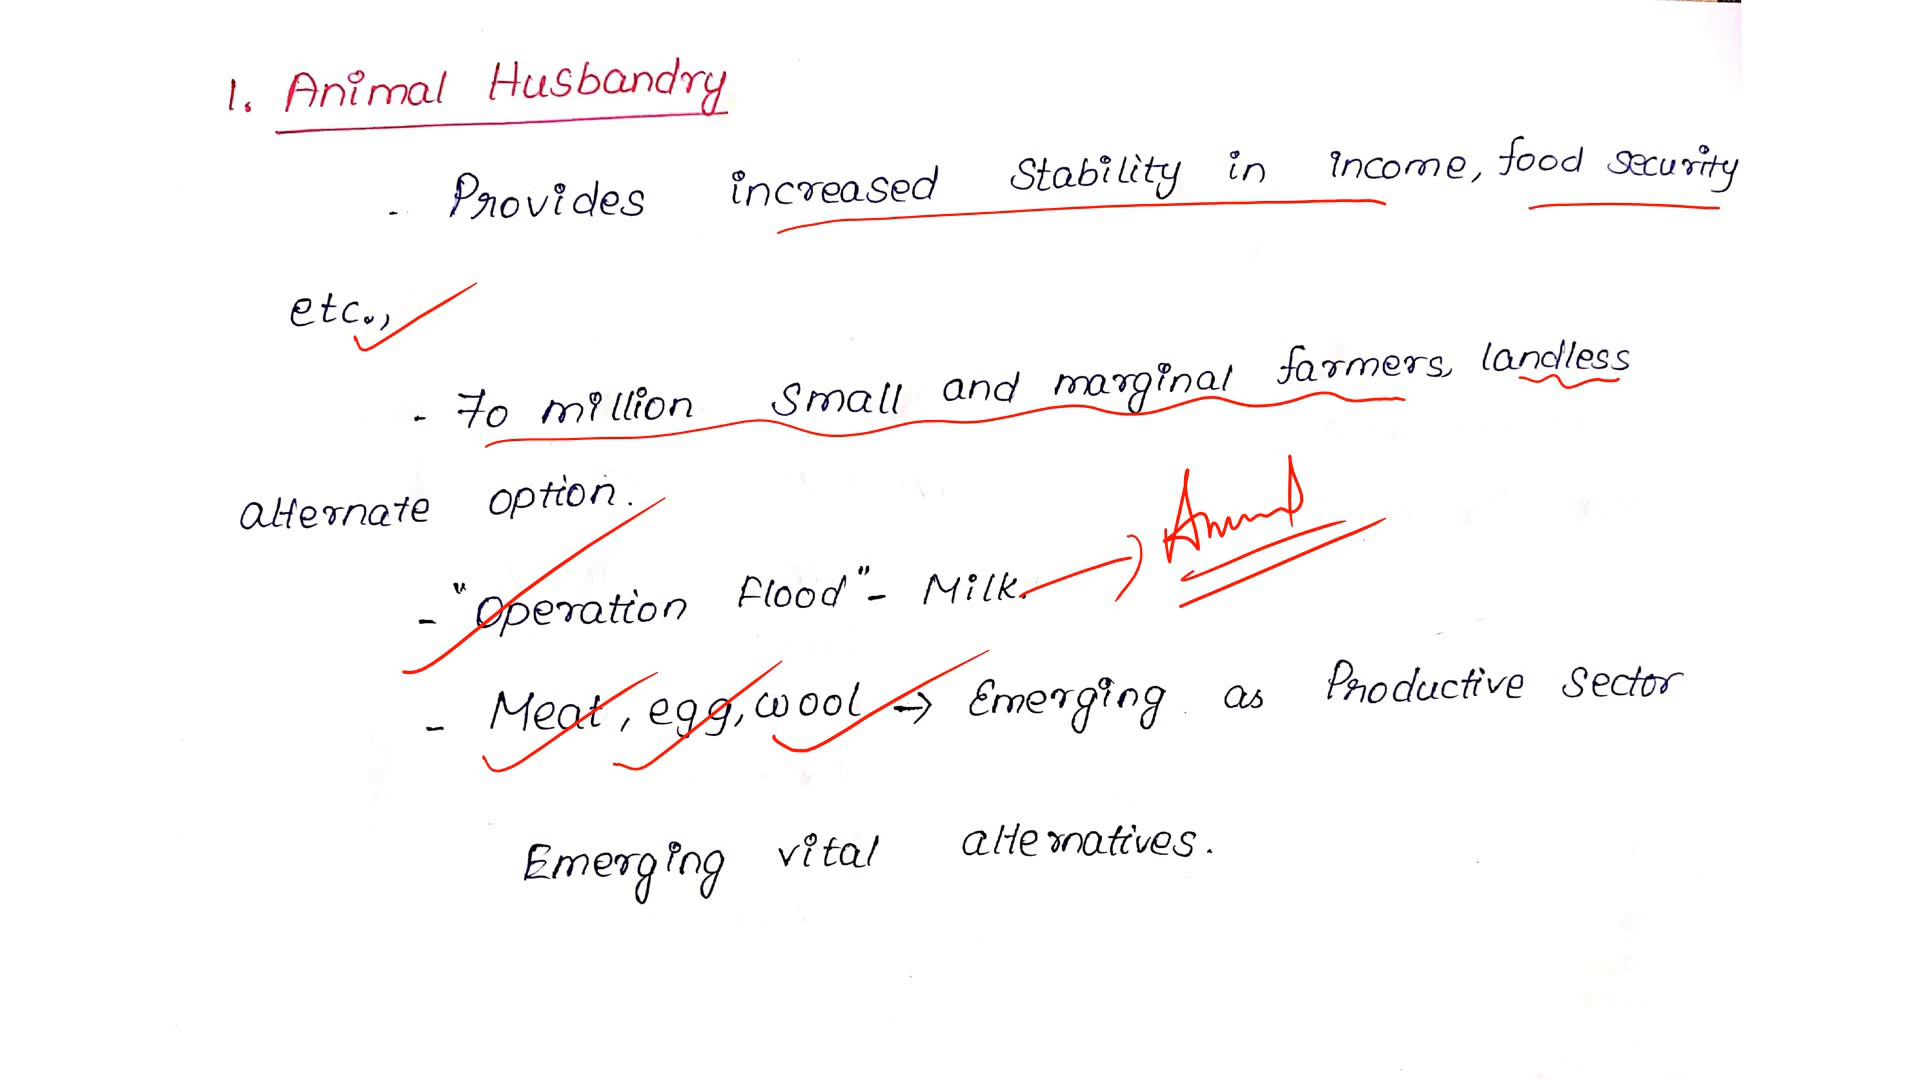 1. Animal Husbandry
- Provides increased Stability in income, food security
etc.,
- 70 million Small and marginal farmers, landless
alternate option.
- "Operation Flood" - Milk.
- Meat, egg, wool → Emerging as Productive Sector
Emerging vital alternatives.